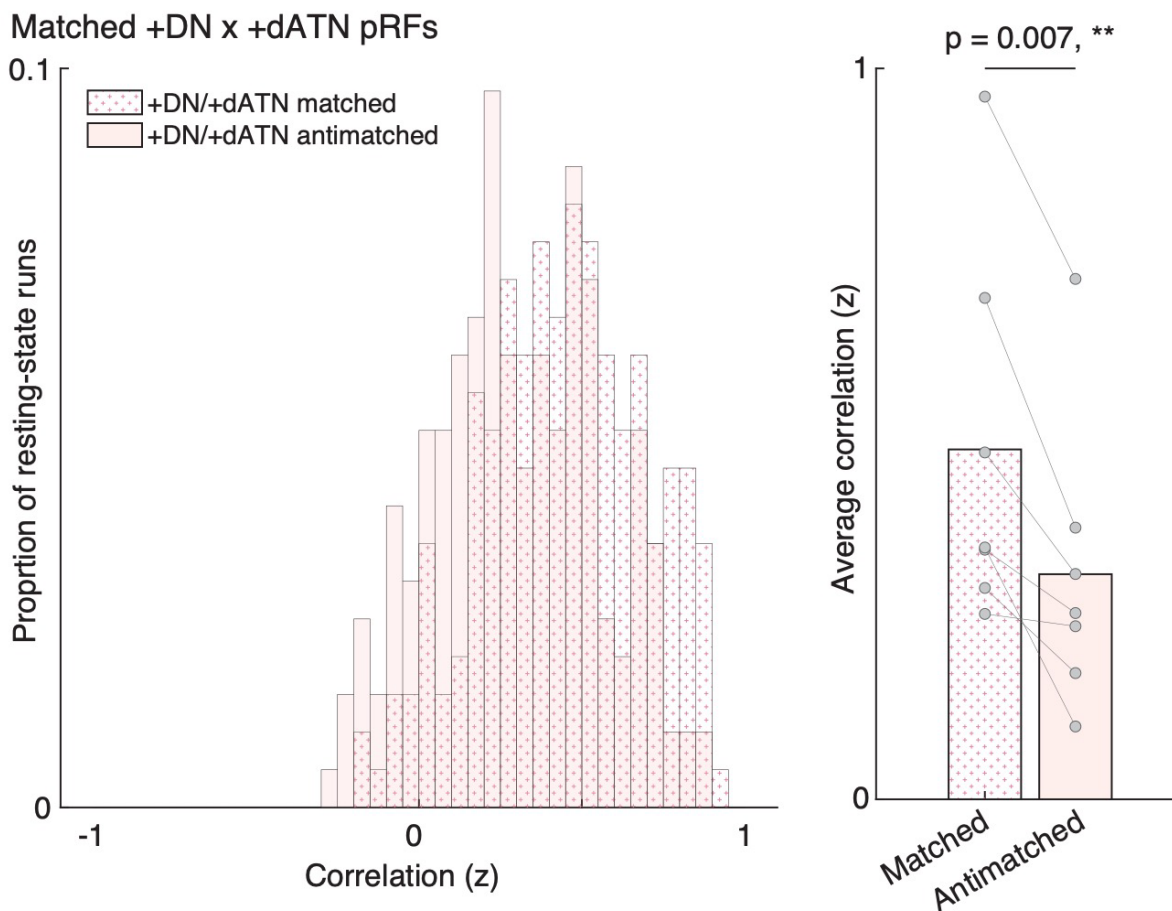 Matched +DN x +dATN pRFs
0.1
+DN/+dATN matched
+DN/+dATN antimatched
Proprtion of resting-state runs
0
-1
0
1
Correlation (z)
p = 0.007, **
1
Average correlation (z)
0
Matched
Antimatched